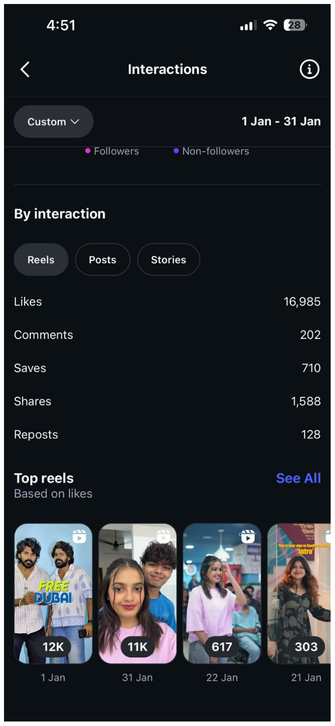 4:51
28
Interactions
Custom
1 Jan - 31 Jan
Followers
Non-followers
By interaction
Reels
Posts
Stories
Likes 16,985
Comments 202
Saves 710
Shares 1,588
Reposts 128
Top reels
See All
Based on likes
FREE
DUBAI
'Intro'
12K
11K
617
303
1 Jan
31 Jan
22 Jan
21 Jan